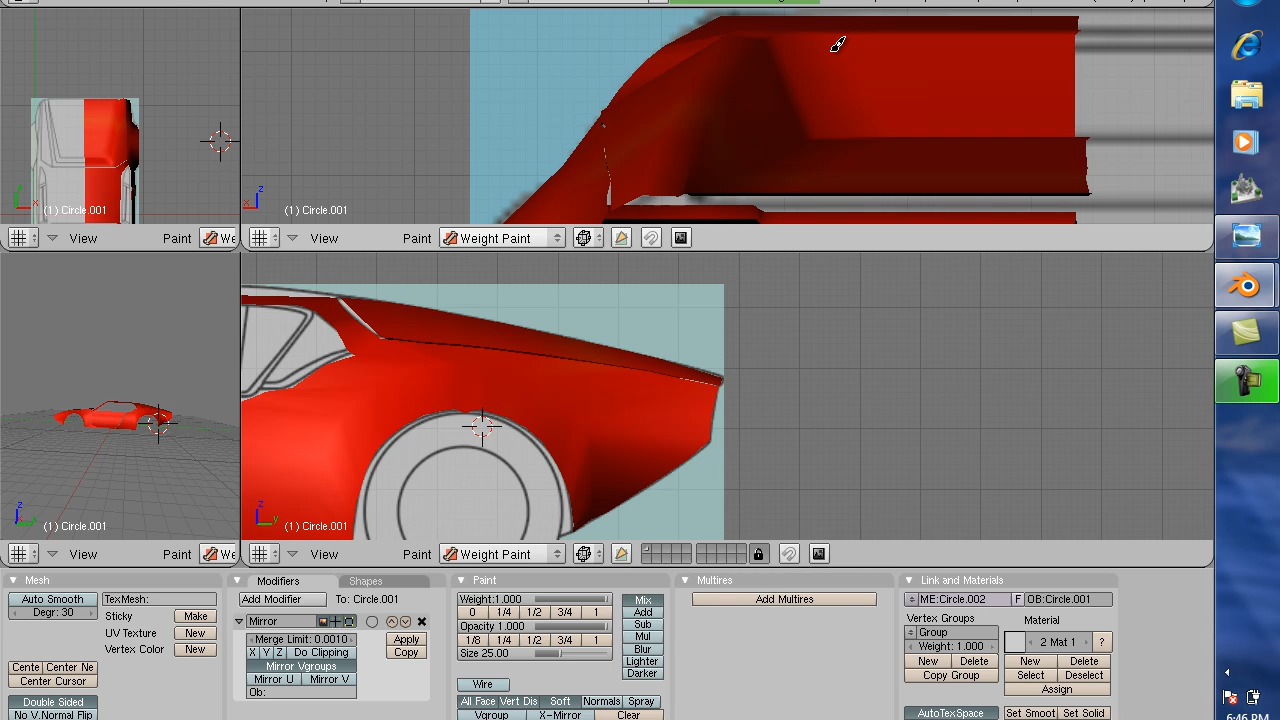 (1) Circle.001
(1) Circle.001
View Paint We
View Paint Weight Paint
(1) Circle.001
(1) Circle.001
View Paint We
View Paint Weight Paint
Mesh
Auto Smooth
Degr: 30
TexMesh:
Sticky
Make
UV Texture
New
Vertex Color
New
Cente
Center Ne
Center Cursor
Double Sided
No V.Normal Flip
Modifiers
Shapes
Add Modifier
To: Circle.001
Mirror
Merge Limit: 0.0010
X Y Z Do Clipping
Mirror Vgroups
Mirror U Mirror V
Ob:
Apply
Copy
Paint
Weight:1.000
0 1/4 1/2 3/4 1
Opacity 1.000
1/8 1/4 1/2 3/4 1
Size 25.00
Mix
Add
Sub
Mul
Blur
Lighter
Darker
Wire
All Face Vert Dis Soft Normals Spray
Vgroup X-Mirror Clear
Multires
Add Multires
Link and Materials
ME:Circle.002 F OB:Circle.001
Vertex Groups
Group
Weight: 1.000
New Delete
Copy Group
Material
2 Mat 1 ?
New Delete
Select Deselect
Assign
AutoTexSpace
Set Smoot Set Solid
6:46 PM